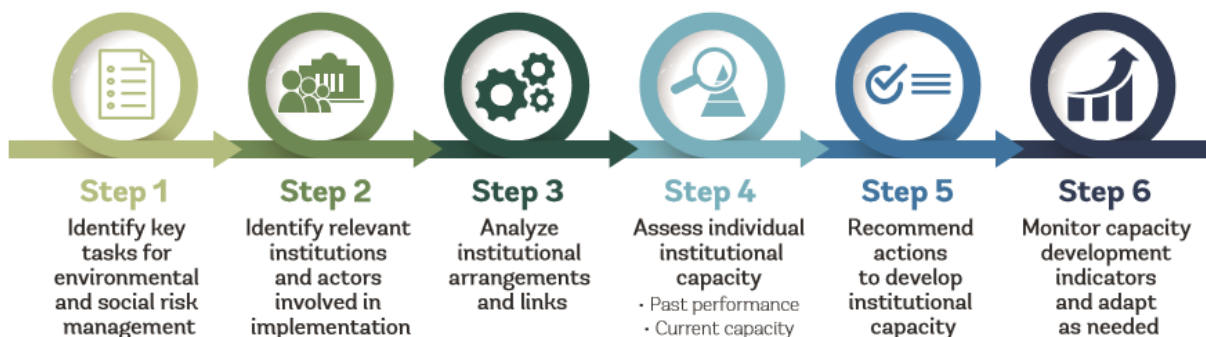 Step 1
Identify key
tasks for
environmental
and social risk
management
Step 2
Identify relevant
institutions
and actors
involved in
implementation
Step 3
Analyze
institutional
arrangements
and links
Step 4
Assess individual
institutional
capacity
• Past performance
• Current capacity
Step 5
Recommend
actions
to develop
institutional
capacity
Step 6
Monitor capacity
development
indicators
and adapt
as needed